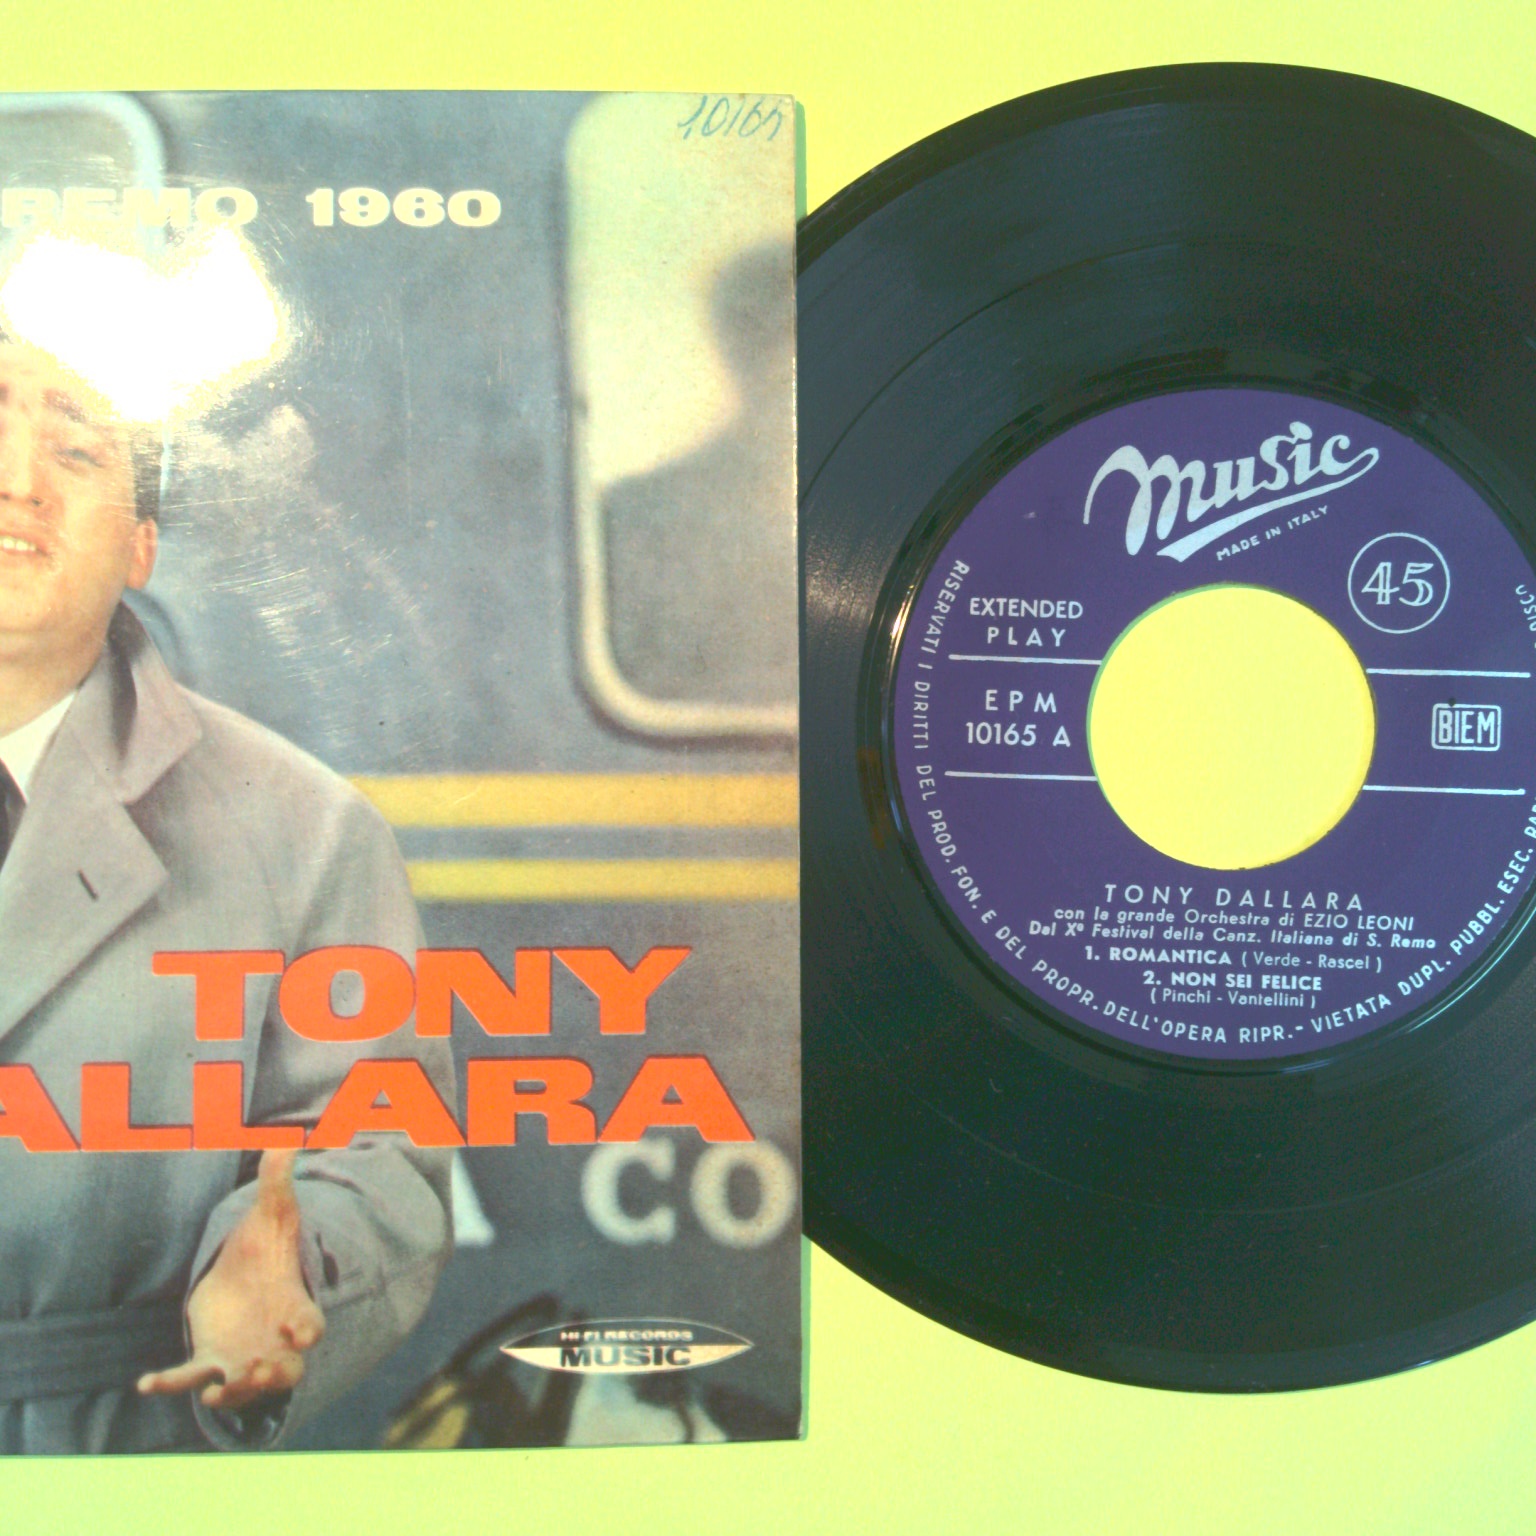 10165
REMO 1960
TONY
ALLARA
CO
HI-FI RECORDS
MUSIC
Music
MADE IN ITALY
45
EXTENDED
PLAY
EPM
10165 A
BIEM
TONY DALLARA
con la grande Orchestra di EZIO LEONI
Dal Xº Festival della Canz. Italiana di S. Remo
1. ROMANTICA ( Verde - Rascel )
2. NON SEI FELICE
( Pinchi - Vantellini )
RISERVATI I DIRITTI DEL PROD. FON. E DEL PROPR. DELL'OPERA RIPR. - VIETATA DUPL. PUBBL. ESEC.